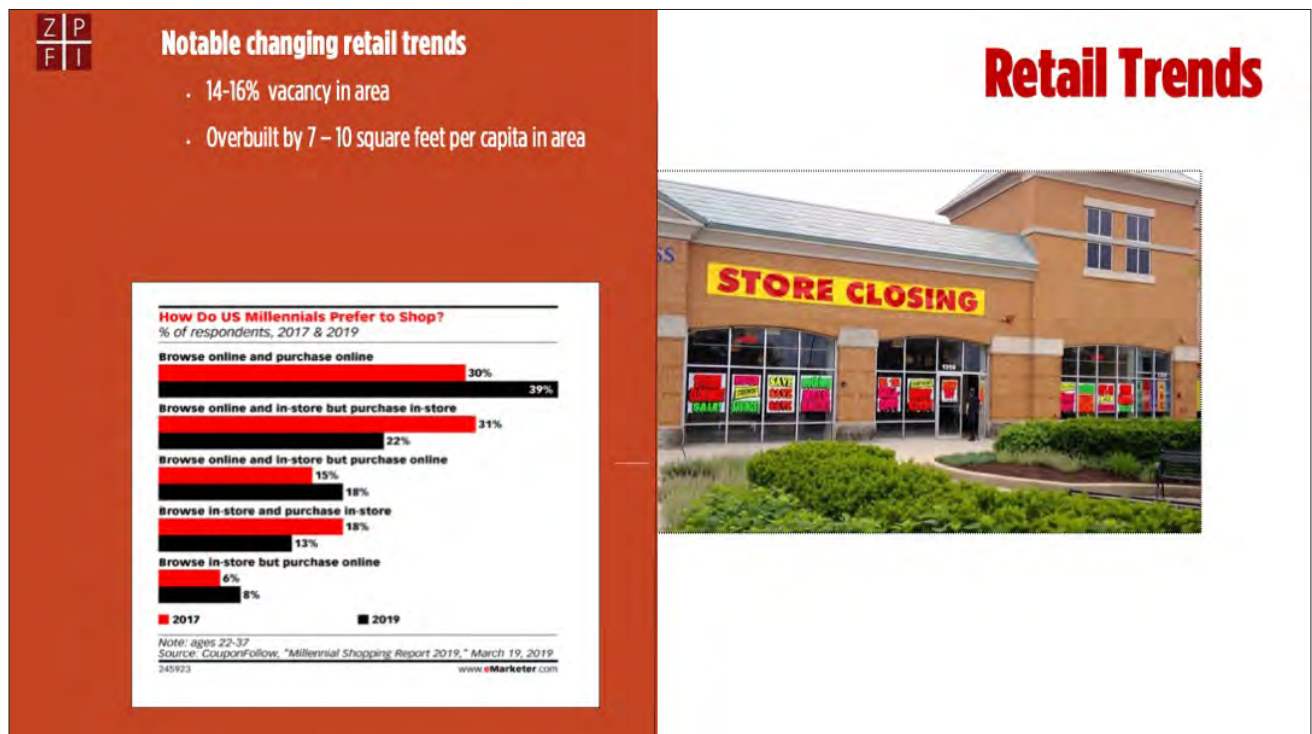 Z P
F I
Notable changing retail trends
• 14-16% vacancy in area
• Overbuilt by 7 – 10 square feet per capita in area
Retail Trends
How Do US Millennials Prefer to Shop?
% of respondents, 2017 & 2019
Browse online and purchase online
30%
39%
Browse online and in-store but purchase in-store
31%
22%
Browse online and in-store but purchase online
15%
18%
Browse in-store and purchase in-store
18%
13%
Browse in-store but purchase online
6%
8%
2017 2019
Note: ages 22-37
Source: CouponFollow, "Millennial Shopping Report 2019," March 19, 2019
245923 www.eMarketer.com
SS
STORE CLOSING
SAVE
SAVE
SAVE